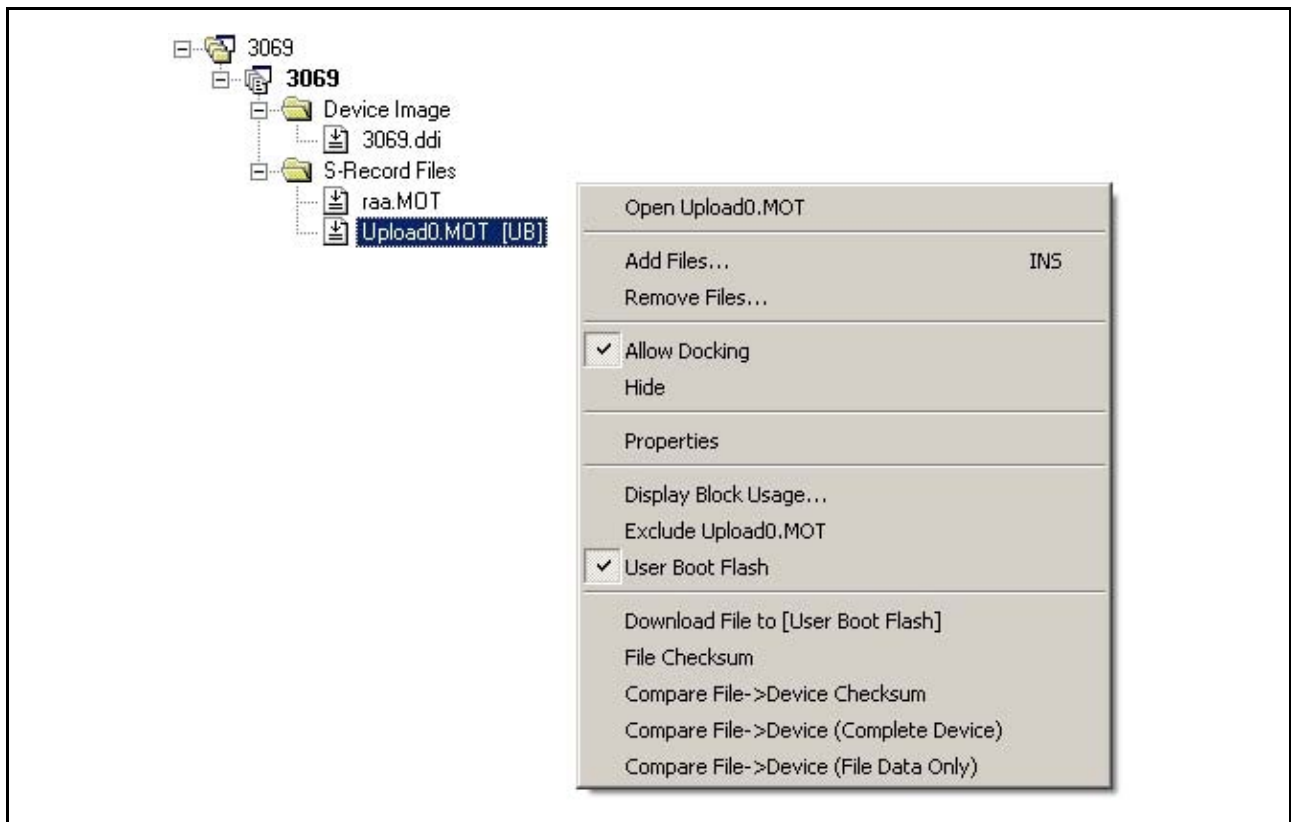 3069
3069
Device Image
3069.ddi
S-Record Files
raa.MOT
Upload0.MOT [UB]
Open Upload0.MOT
Add Files... INS
Remove Files...
Allow Docking
Hide
Properties
Display Block Usage...
Exclude Upload0.MOT
User Boot Flash
Download File to [User Boot Flash]
File Checksum
Compare File->Device Checksum
Compare File->Device (Complete Device)
Compare File->Device (File Data Only)